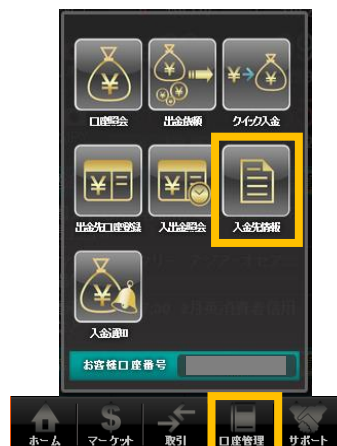 口座照会 出金依頼 クイック入金
出金先口座登録 入出金照会 入金先情報
入金通知
お客様口座番号
ホーム マーケット 取引 口座管理 サポート